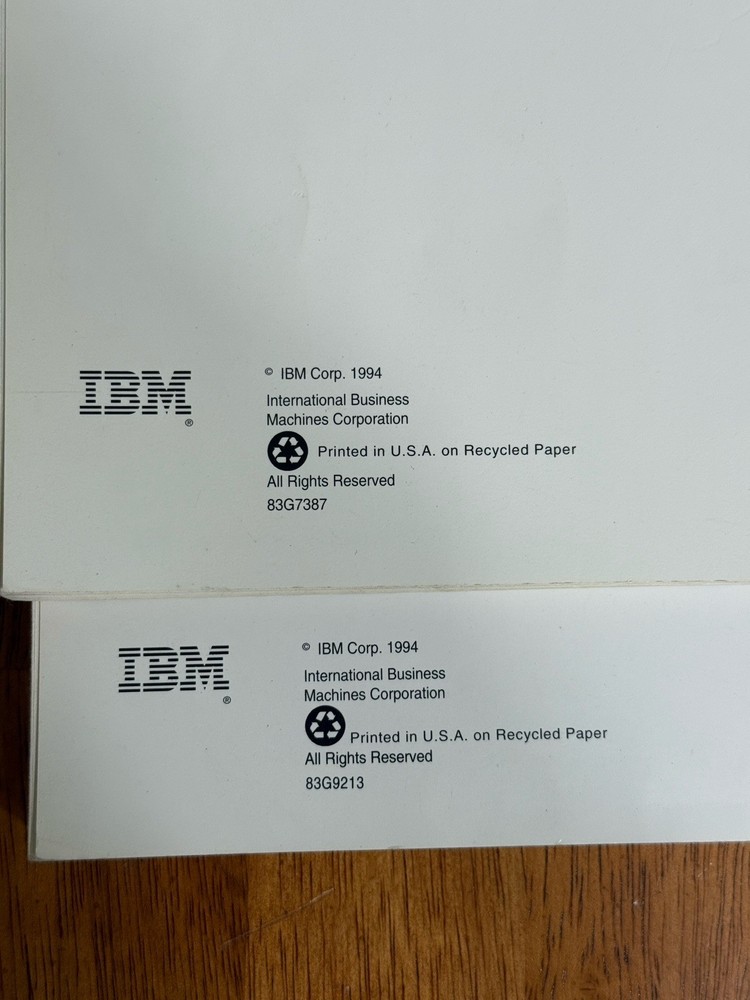 IBM®
© IBM Corp. 1994
International Business
Machines Corporation
Printed in U.S.A. on Recycled Paper
All Rights Reserved
83G7387
IBM®
© IBM Corp. 1994
International Business
Machines Corporation
Printed in U.S.A. on Recycled Paper
All Rights Reserved
83G9213